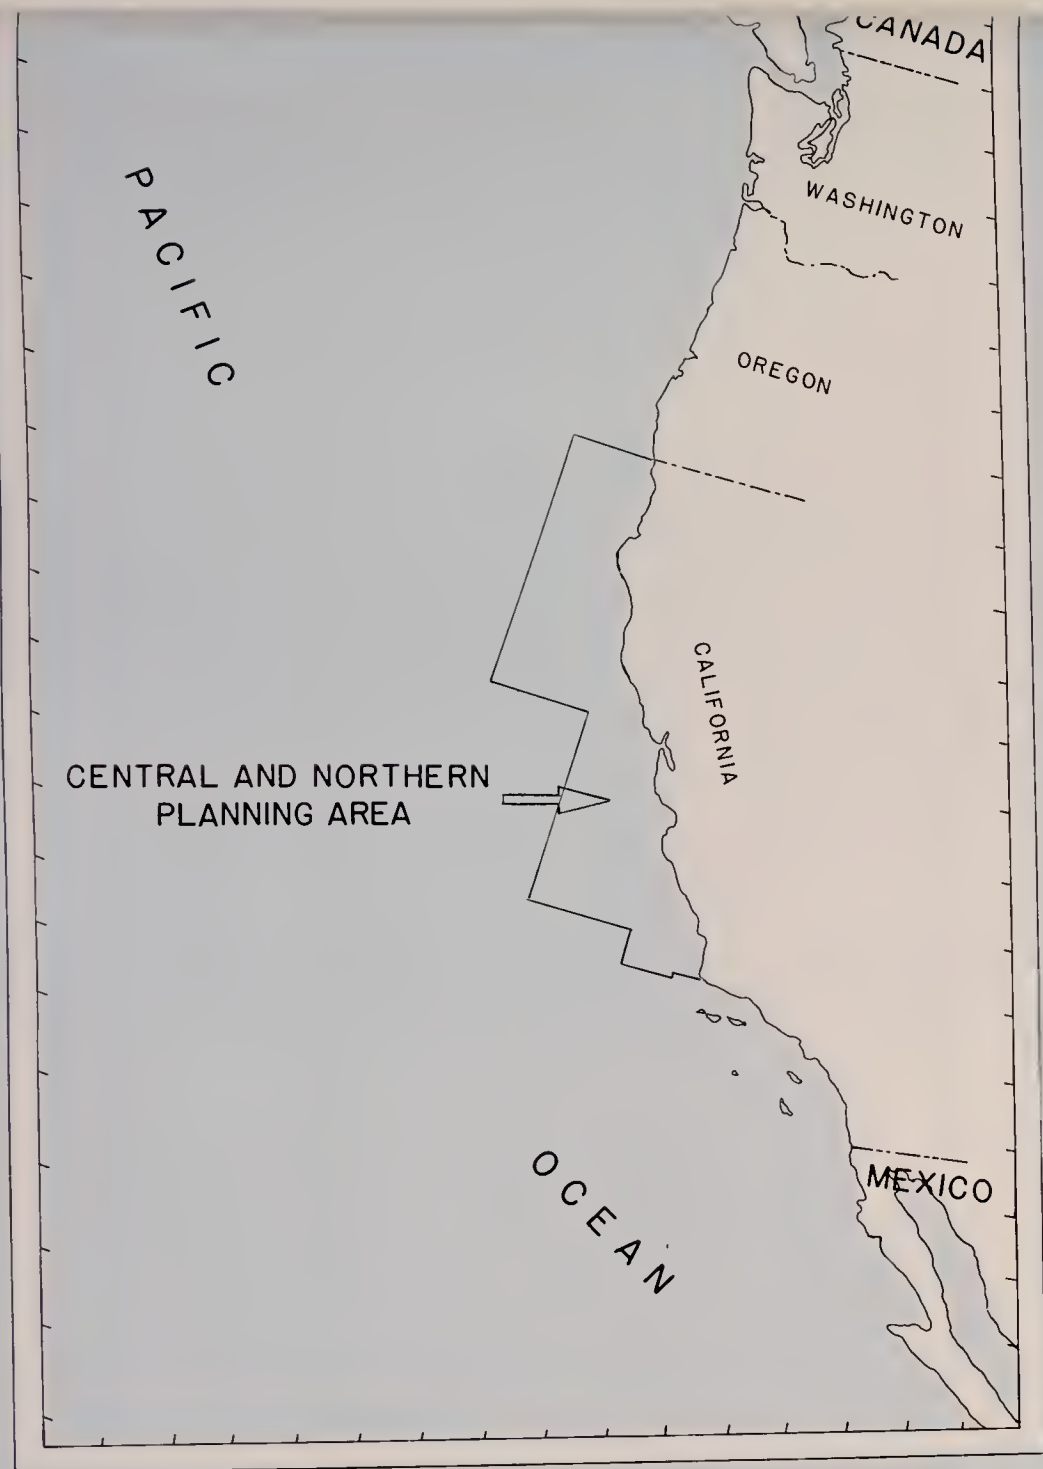 CANADA
WASHINGTON
PACIFIC
OREGON
CALIFORNIA
CENTRAL AND NORTHERN
PLANNING AREA
OCEAN
MEXICO